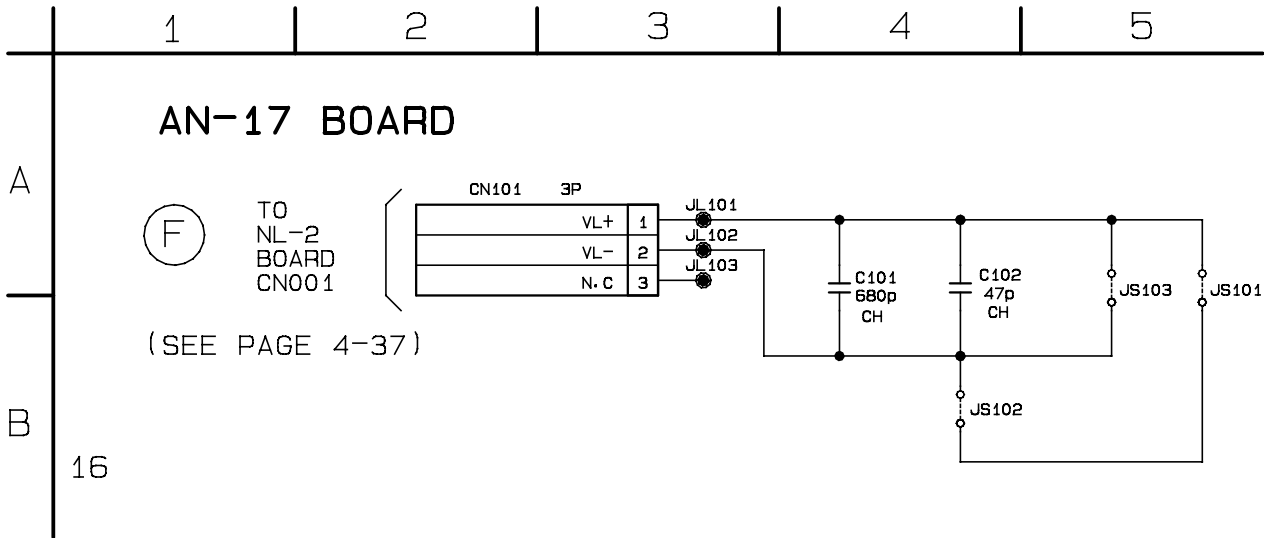 1 2 3 4 5
AN-17 BOARD
A
CN101 3P
F
TO
NL-2
BOARD
CN001
VL+ 1
VL- 2
N.C 3
JL101
JL102
JL103
C101
680p
CH
C102
47p
CH
JS103
JS101
(SEE PAGE 4-37)
B
JS102
16